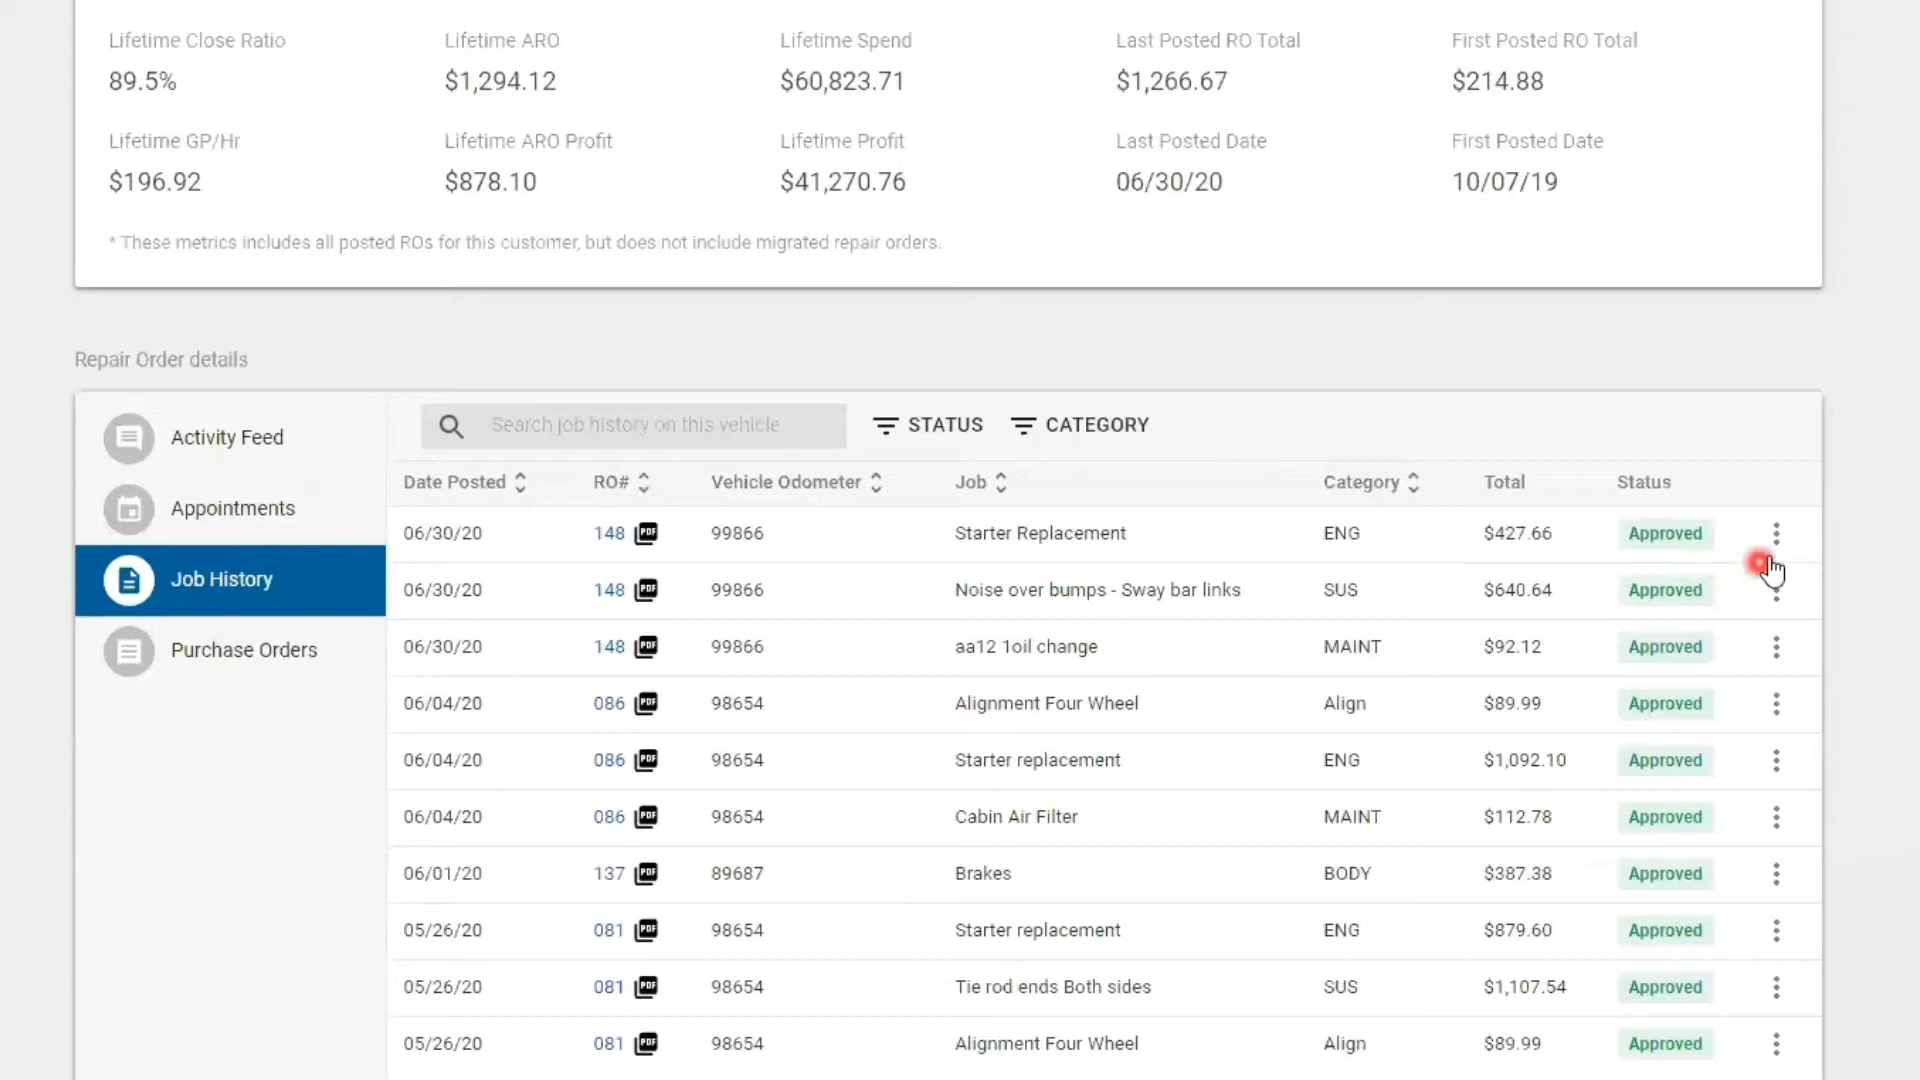 Lifetime Close Ratio Lifetime ARO Lifetime Spend Last Posted RO Total First Posted RO Total
89.5% $1,294.12 $60,823.71 $1,266.67 $214.88
Lifetime GP/Hr Lifetime ARO Profit Lifetime Profit Last Posted Date First Posted Date
$196.92 $878.10 $41,270.76 06/30/20 10/07/19
* These metrics includes all posted ROs for this customer, but does not include migrated repair orders.
Repair Order details
Activity Feed
Appointments
Job History
Purchase Orders
Search job history on this vehicle STATUS CATEGORY
Date Posted RO# Vehicle Odometer Job Category Total Status
06/30/20 148 PDF 99866 Starter Replacement ENG $427.66 Approved
06/30/20 148 PDF 99866 Noise over bumps - Sway bar links SUS $640.64 Approved
06/30/20 148 PDF 99866 aa12 1oil change MAINT $92.12 Approved
06/04/20 086 PDF 98654 Alignment Four Wheel Align $89.99 Approved
06/04/20 086 PDF 98654 Starter replacement ENG $1,092.10 Approved
06/04/20 086 PDF 98654 Cabin Air Filter MAINT $112.78 Approved
06/01/20 137 PDF 89687 Brakes BODY $387.38 Approved
05/26/20 081 PDF 98654 Starter replacement ENG $879.60 Approved
05/26/20 081 PDF 98654 Tie rod ends Both sides SUS $1,107.54 Approved
05/26/20 081 PDF 98654 Alignment Four Wheel Align $89.99 Approved